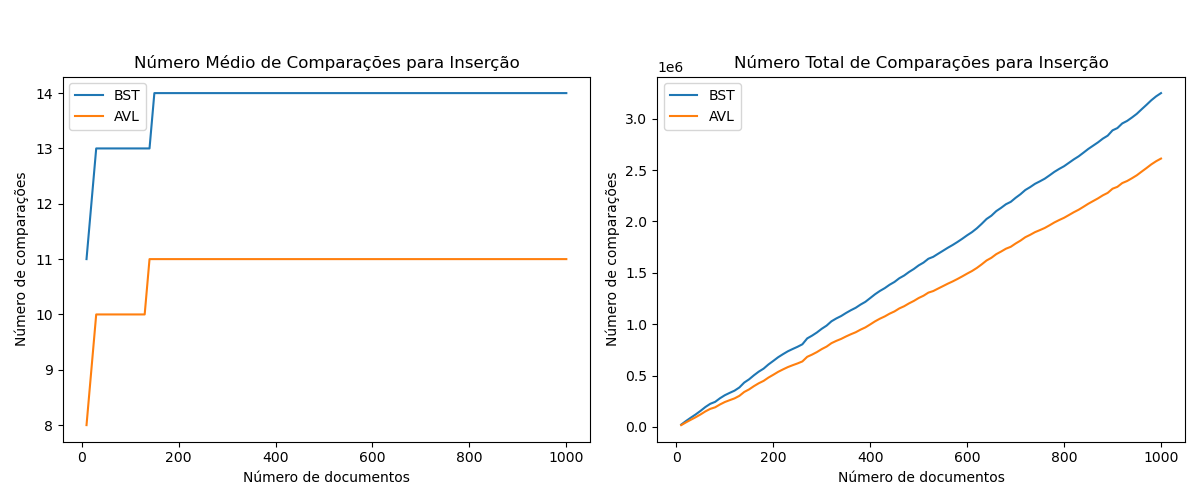 Número Médio de Comparações para Inserção
BST
AVL
14
13
12
11
10
9
8
Número de comparações
0
200
400
600
800
1000
Número de documentos
Número Total de Comparações para Inserção
1e6
BST
AVL
3.0
2.5
2.0
1.5
1.0
0.5
0.0
Número de comparações
0
200
400
600
800
1000
Número de documentos